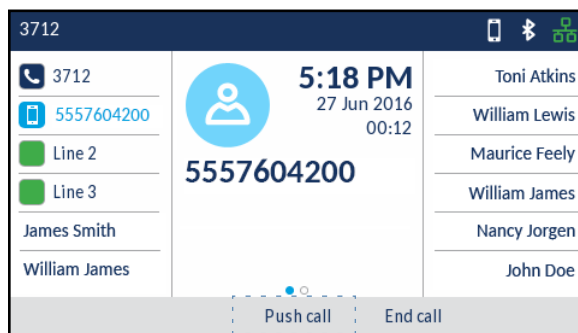 3712
3712
5557604200
Line 2
Line 3
James Smith
William James
5:18 PM
27 Jun 2016
00:12
5557604200
Toni Atkins
William Lewis
Maurice Feely
William James
Nancy Jorgen
John Doe
Push call
End call